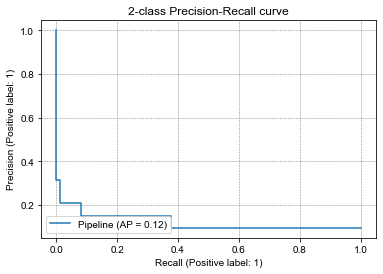 2-class Precision-Recall curve
1.0
0.8
0.6
0.4
0.2
Precision (Positive label: 1)
Pipeline (AP = 0.12)
0.0 0.2 0.4 0.6 0.8 1.0
Recall (Positive label: 1)